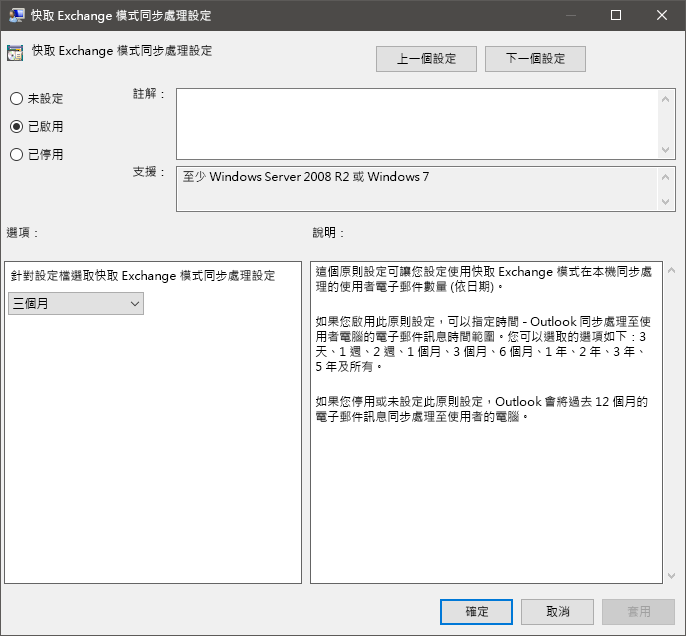 快取 Exchange 模式同步處理設定
快取 Exchange 模式同步處理設定
上一個設定
下一個設定
未設定
已啟用
已停用
註解：
支援：
至少 Windows Server 2008 R2 或 Windows 7
選項：
說明：
針對設定檔選取快取 Exchange 模式同步處理設定
三個月
這個原則設定可讓您設定使用快取 Exchange 模式在本機同步處
理的使用者電子郵件數量 (依日期)。
如果您啟用此原則設定，可以指定時間 - Outlook 同步處理至使
用者電腦的電子郵件訊息時間範圍。您可以選取的選項如下：3
天、1 週、2 週、1 個月、3 個月、6 個月、1 年、2 年、3 年、
5 年及所有。
如果您停用或未設定此原則設定，Outlook 會將過去 12 個月的
電子郵件訊息同步處理至使用者的電腦。
確定
取消
套用